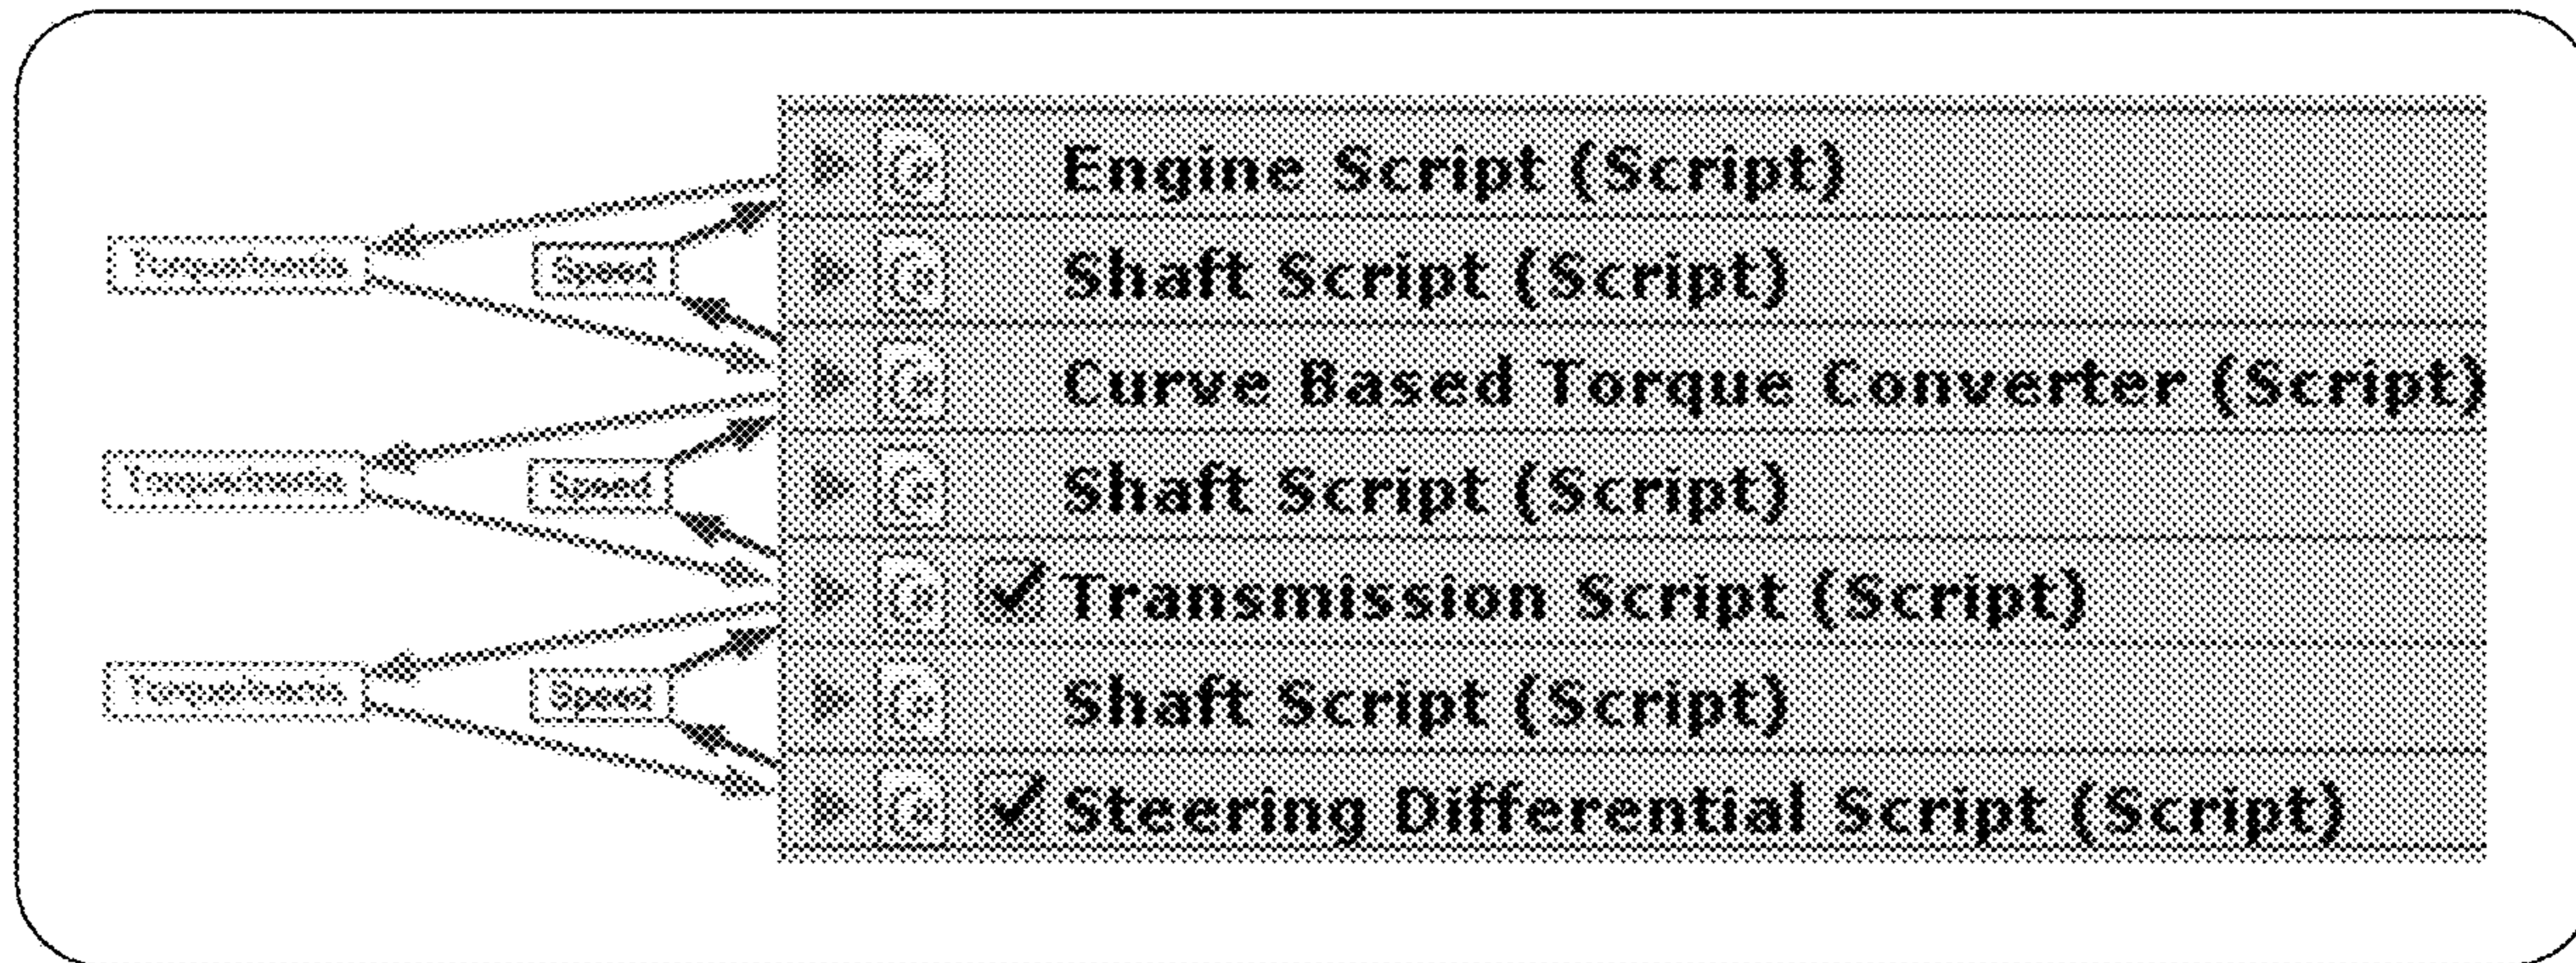 Engine Script (Script)
Speed
Shaft Script (Script)
Curve Based Torque Converter (Script)
Speed
Shaft Script (Script)
Transmission Script (Script)
Speed
Shaft Script (Script)
Steering Differential Script (Script)